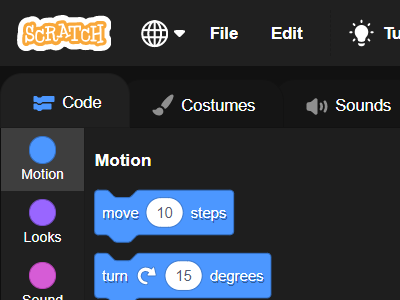 SCRATCH
File Edit Tu
Code Costumes Sounds
Motion
Looks
Sound
Motion
move 10 steps
turn 15 degrees